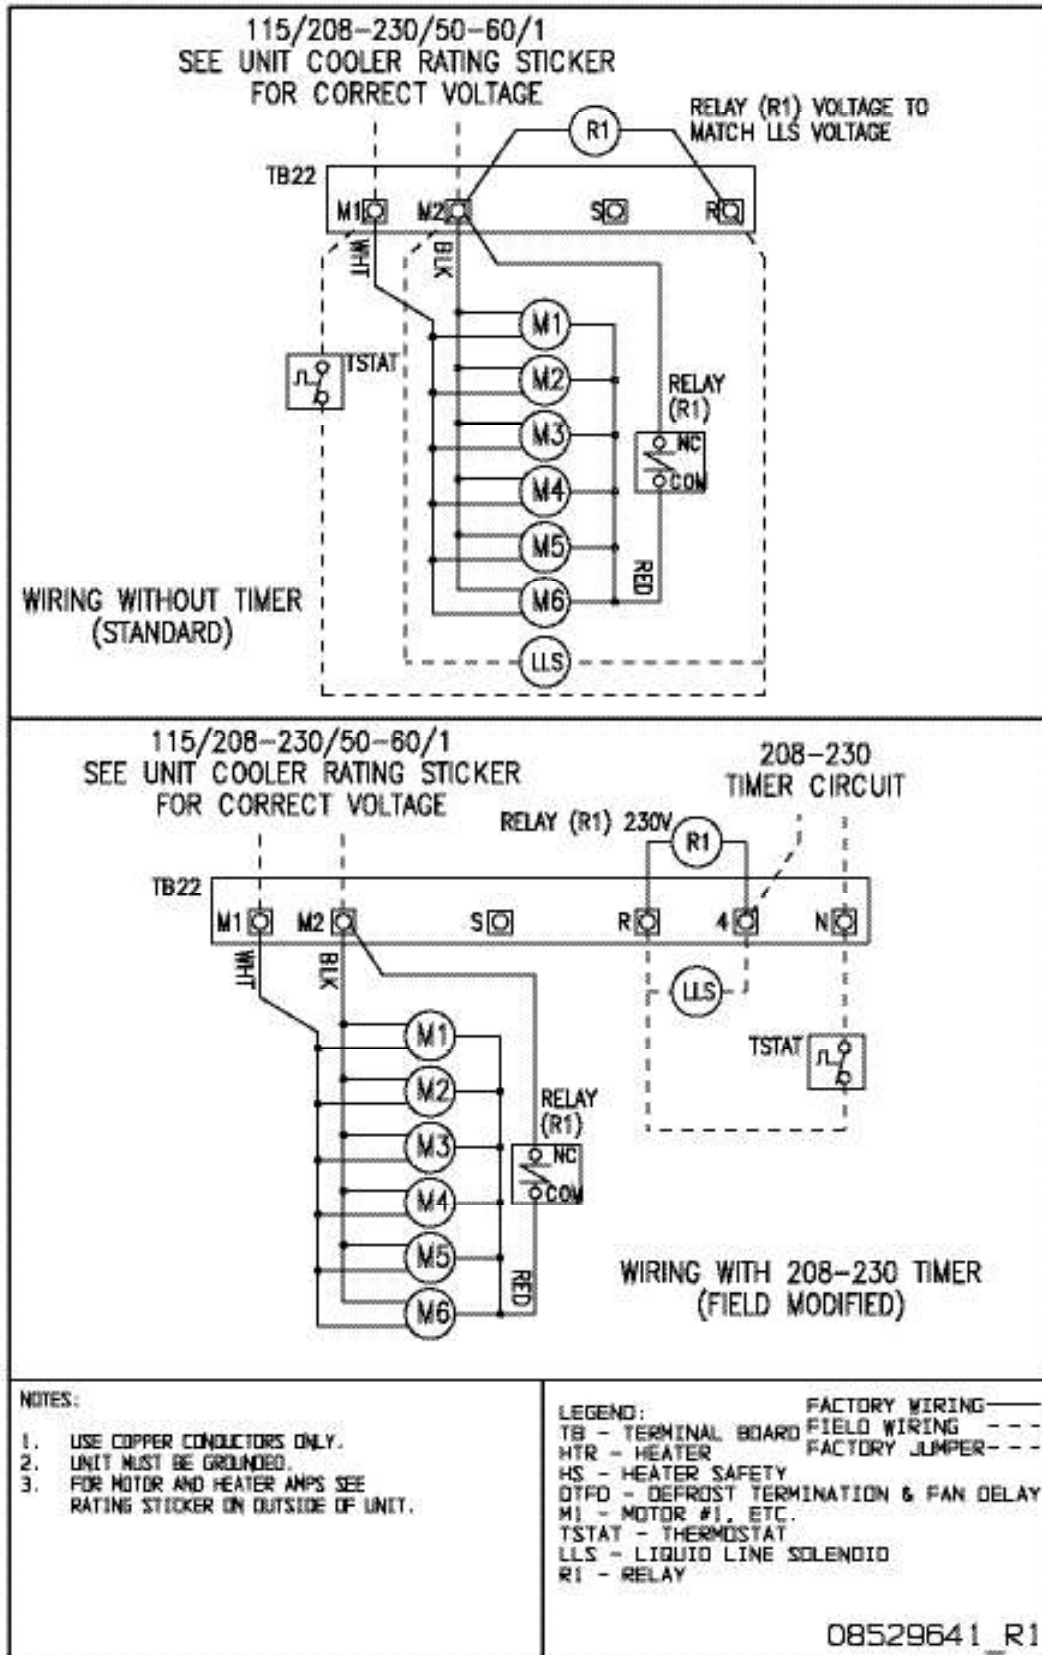 115/208-230/50-60/1
SEE UNIT COOLER RATING STICKER
FOR CORRECT VOLTAGE
RELAY (R1) VOLTAGE TO
MATCH LLS VOLTAGE
R1
TB22
M1
M2
S
R
WHT
BLK
M1
TSTAT
M2
RELAY
(R1)
M3
NC
COM
M4
M5
RED
M6
WIRING WITHOUT TIMER
(STANDARD)
LLS
115/208-230/50-60/1
SEE UNIT COOLER RATING STICKER
FOR CORRECT VOLTAGE
208-230
TIMER CIRCUIT
RELAY (R1) 230V
R1
TB22
M1
M2
S
R
4
N
WHT
BLK
LLS
M1
TSTAT
M2
RELAY
(R1)
M3
NC
COM
M4
M5
RED
M6
WIRING WITH 208-230 TIMER
(FIELD MODIFIED)
NOTES:
1. USE COPPER CONDUCTORS ONLY.
2. UNIT MUST BE GROUNDED.
3. FOR MOTOR AND HEATER AMPS SEE
RATING STICKER ON OUTSIDE OF UNIT.
LEGEND:
TB - TERMINAL BOARD
HTR - HEATER
HS - HEATER SAFETY
DTFD - DEFROST TERMINATION & FAN DELAY
M1 - MOTOR #1, ETC.
TSTAT - THERMOSTAT
LLS - LIQUID LINE SOLENOID
R1 - RELAY
FACTORY WIRING
FIELD WIRING
FACTORY JUMPER
08529641_R1